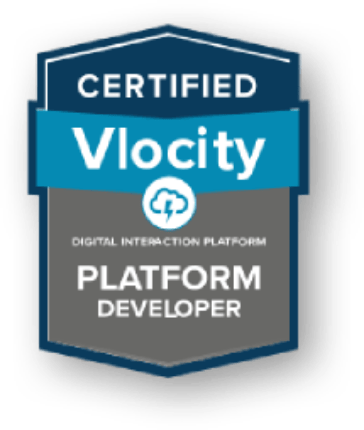 CERTIFIED
Vlocity
DIGITAL INTERACTION PLATFORM
PLATFORM
DEVELOPER